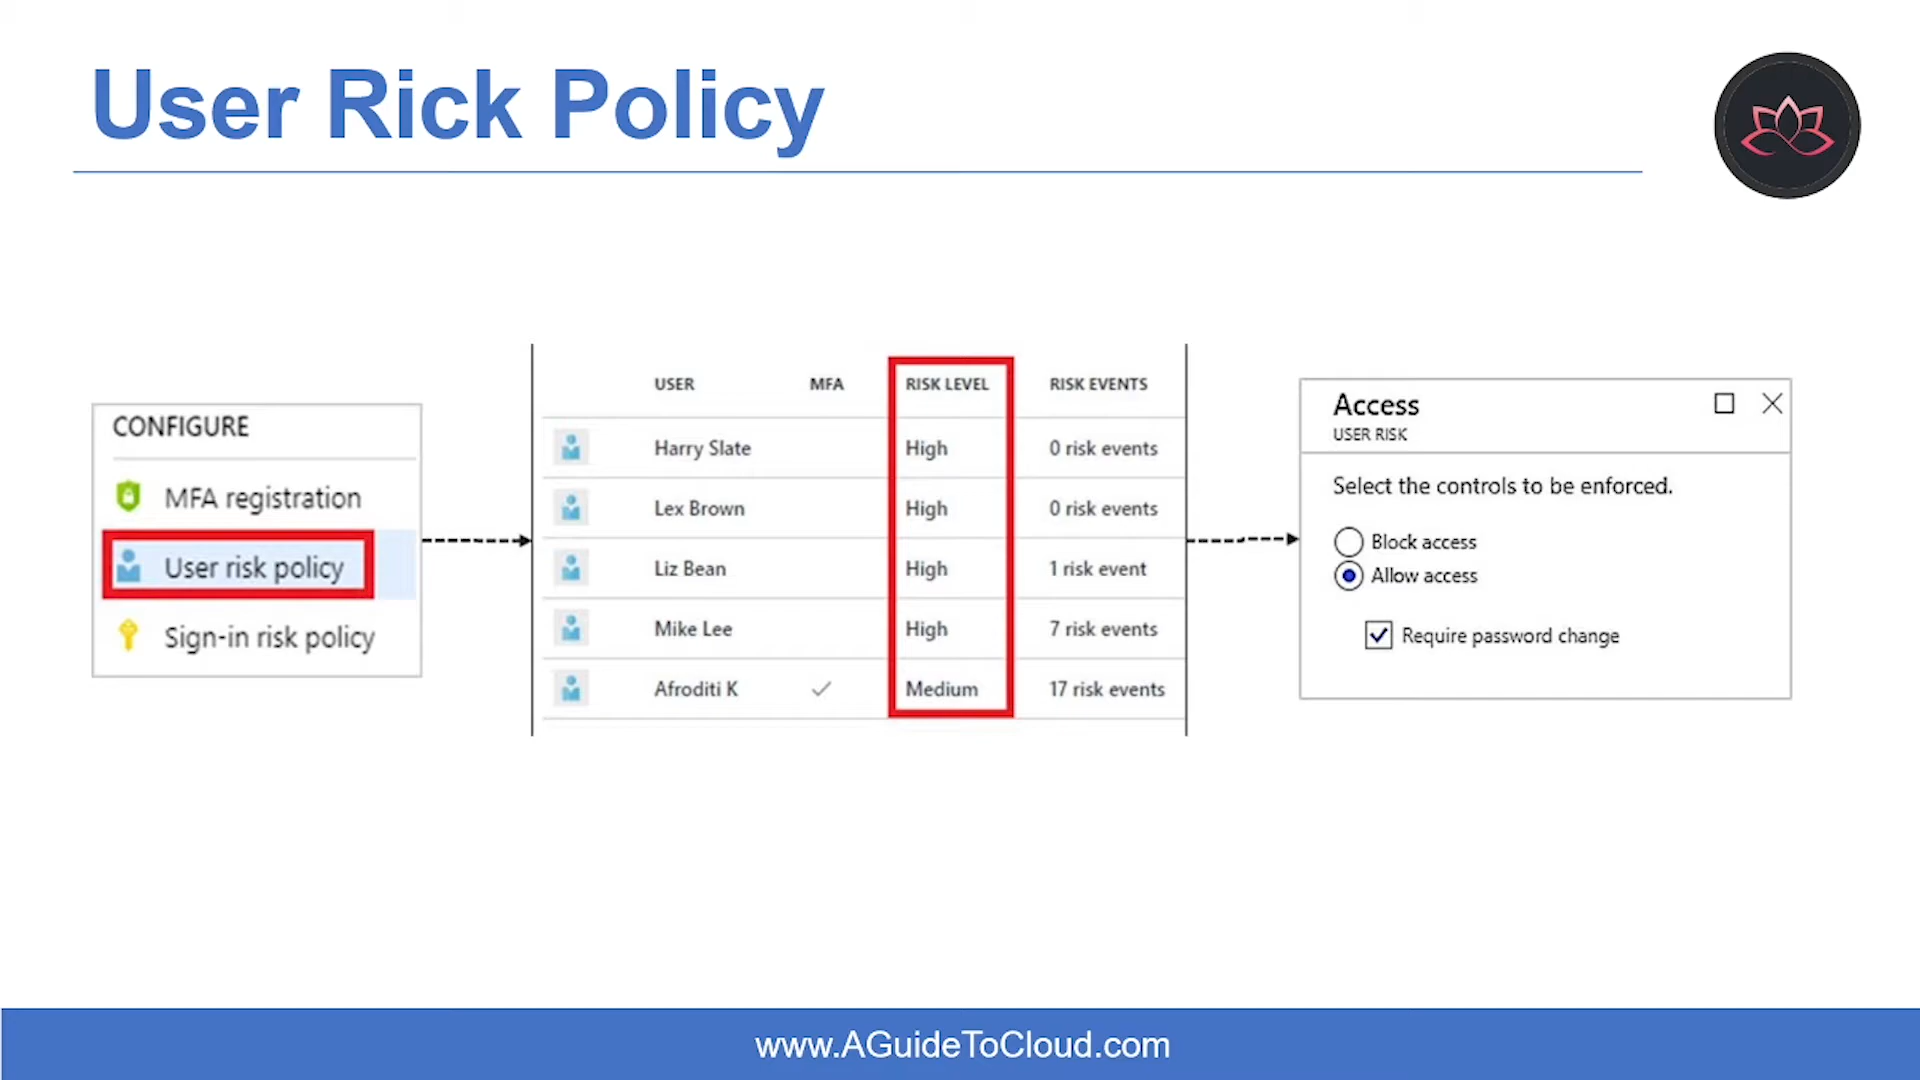 User Rick Policy
CONFIGURE
MFA registration
User risk policy
Sign-in risk policy
USER MFA RISK LEVEL RISK EVENTS
Harry Slate High 0 risk events
Lex Brown High 0 risk events
Liz Bean High 1 risk event
Mike Lee High 7 risk events
Afroditi K Medium 17 risk events
Access
USER RISK
Select the controls to be enforced.
Block access
Allow access
Require password change
www.AGuideToCloud.com